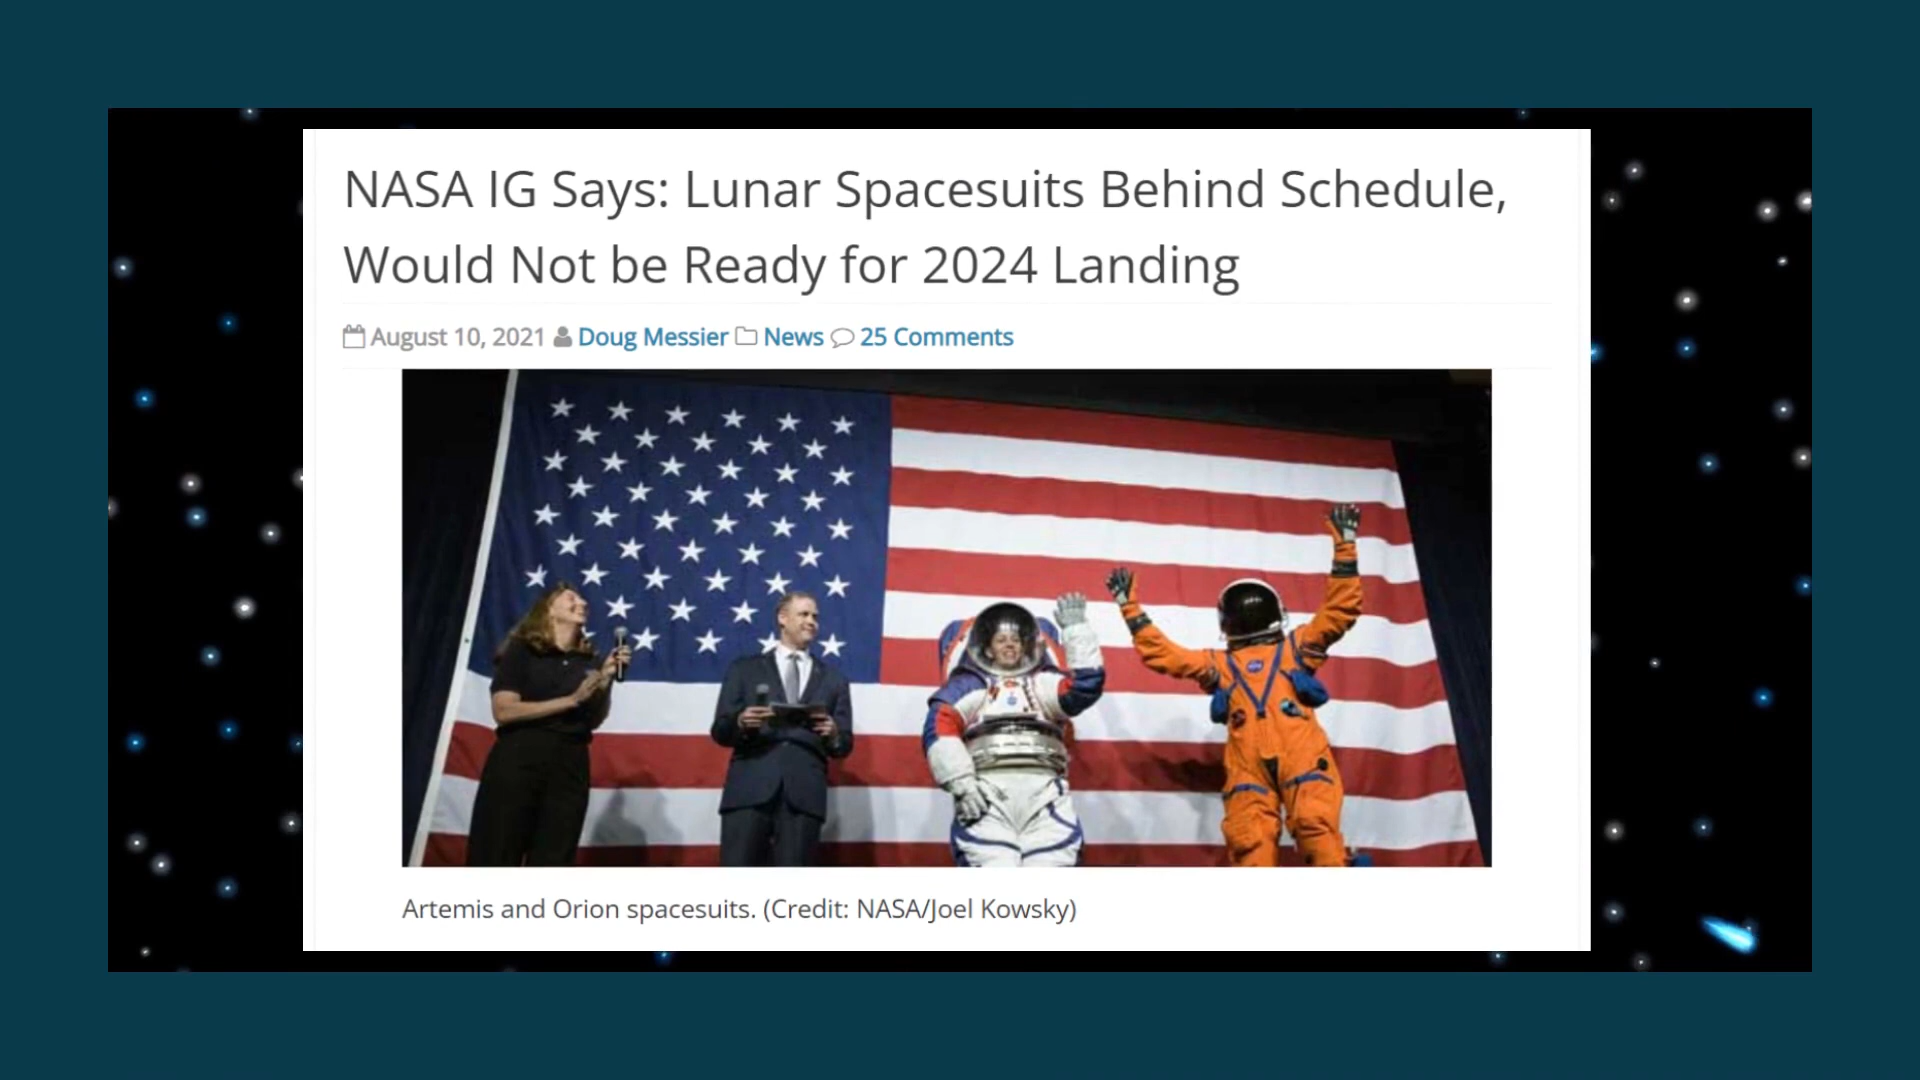 NASA IG Says: Lunar Spacesuits Behind Schedule,
Would Not be Ready for 2024 Landing
August 10, 2021 Doug Messier News 25 Comments
Artemis and Orion spacesuits. (Credit: NASA/Joel Kowsky)